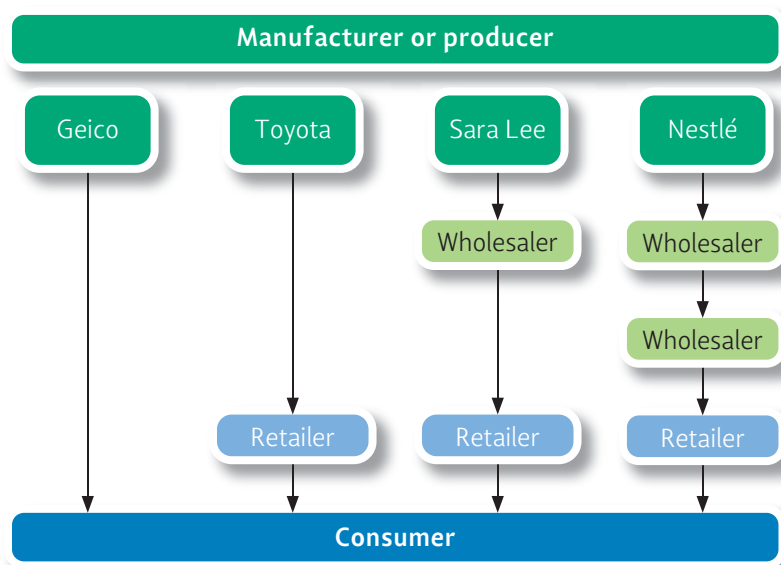 Manufacturer or producer
Geico
Toyota
Sara Lee
Nestlé
Wholesaler
Wholesaler
Wholesaler
Retailer
Retailer
Retailer
Consumer